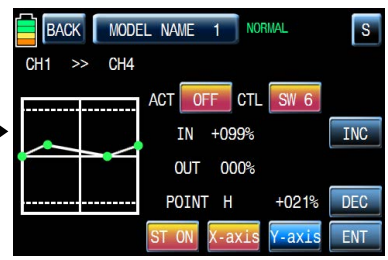 BACK MODEL NAME 1 NORMAL S
CH1 >> CH4
ACT OFF CTL SW 6
IN +099% INC
OUT 000%
POINT H +021% DEC
ST ON X-axis Y-axis ENT